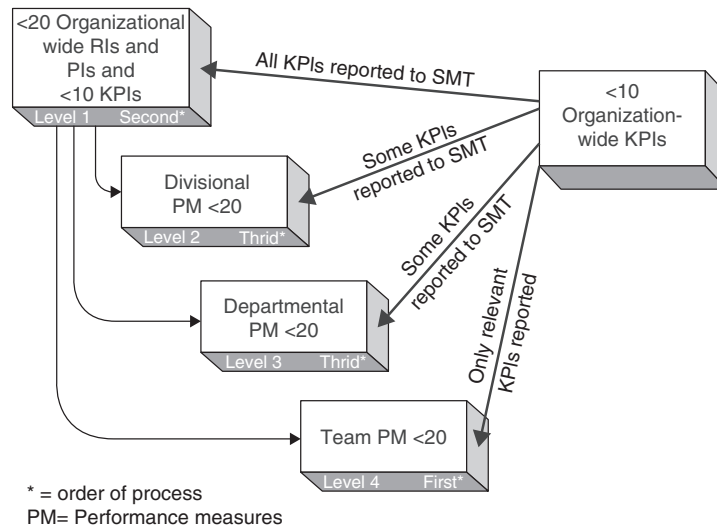 <20 Organizational
wide RIs and
PIs and
<10 KPIs
Level 1 Second*
All KPIs reported to SMT
<10
Organization-
wide KPIs
Some KPIs
reported to SMT
Divisional
PM <20
Level 2 Thrid*
Some KPIs
reported to SMT
Departmental
PM <20
Level 3 Thrid*
Only relevant
KPIs reported
Team PM <20
Level 4 First*
* = order of process
PM= Performance measures